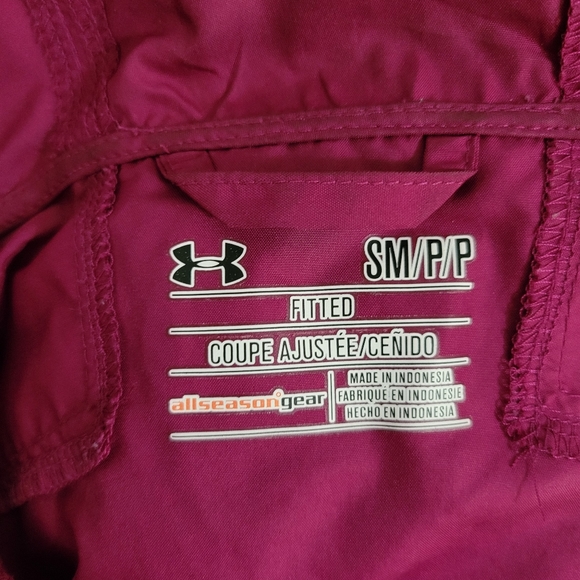 SM/P/P
FITTED
COUPE AJUSTÉE/CEÑIDO
allseasongear
MADE IN INDONESIA
FABRIQUÉ EN INDONESIE
HECHO EN INDONESIA